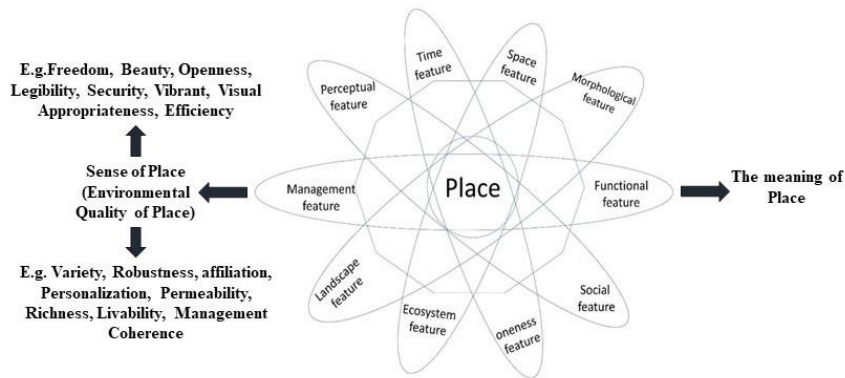 E.g.Freedom, Beauty, Openness,
Legibility, Security, Vibrant, Visual
Appropriateness, Efficiency
Sense of Place
(Environmental
Quality of Place)
E.g. Variety, Robustness, affiliation,
Personalization, Permeability,
Richness, Livability, Management
Coherence
Time
feature
Space
feature
Perceptual
feature
Morphological
feature
Management
feature
Place
Functional
feature
Landscape
feature
Social
feature
Ecosystem
feature
oneness
feature
The meaning of
Place